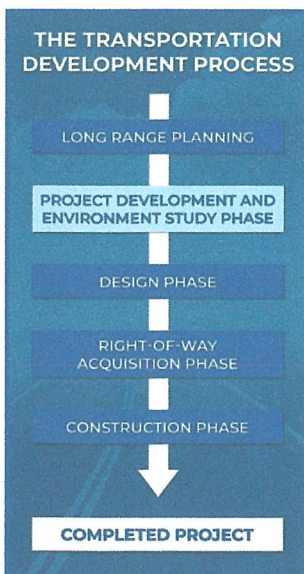 THE TRANSPORTATION
DEVELOPMENT PROCESS
LONG RANGE PLANNING
PROJECT DEVELOPMENT AND
ENVIRONMENT STUDY PHASE
DESIGN PHASE
RIGHT-OF-WAY
ACQUISITION PHASE
CONSTRUCTION PHASE
COMPLETED PROJECT